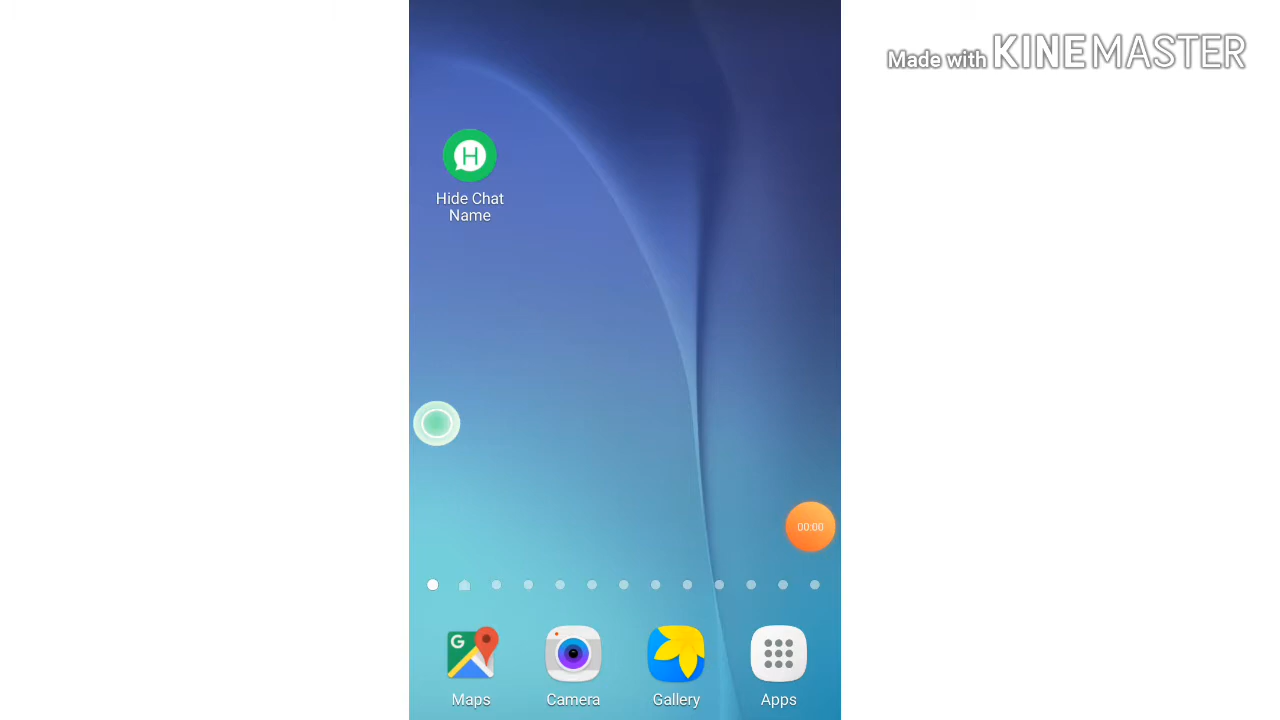 Made with KINEMASTER
H
Hide Chat
Name
00:00
G
Maps
Camera
Gallery
Apps